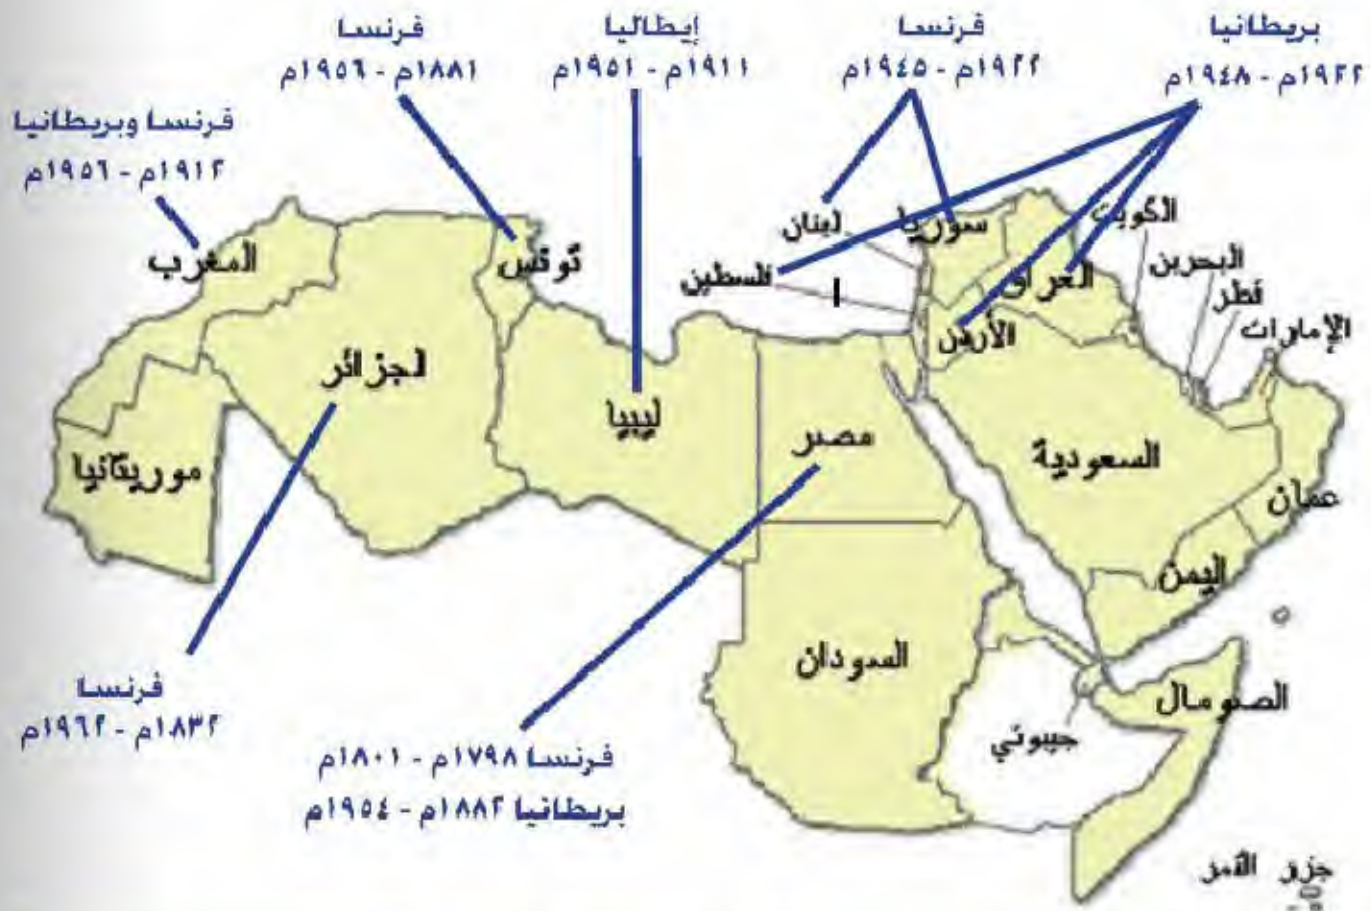 بريطانيا
١٩٢٢م - ١٩٤٨م
فرنسا
١٩٢٢م - ١٩٤٥م
إيطاليا
١٩١١م - ١٩٥١م
فرنسا
١٨٨١م - ١٩٥٦م
فرنسا وبريطانيا
١٩١٢م - ١٩٥٦م
الكويت
البحرين
قطر
الإمارات
سوريا
لبنان
العراق
فلسطين
الأردن
تونس
المغرب
الجزائر
ليبيا
مصر
السعودية
موريتانيا
عمان
اليمن
السودان
الصومال
جيبوتي
جزر القمر
فرنسا
١٨٣٢م - ١٩٦٢م
فرنسا ١٧٩٨م - ١٨٠١م
بريطانيا ١٨٨٢م - ١٩٥٤م